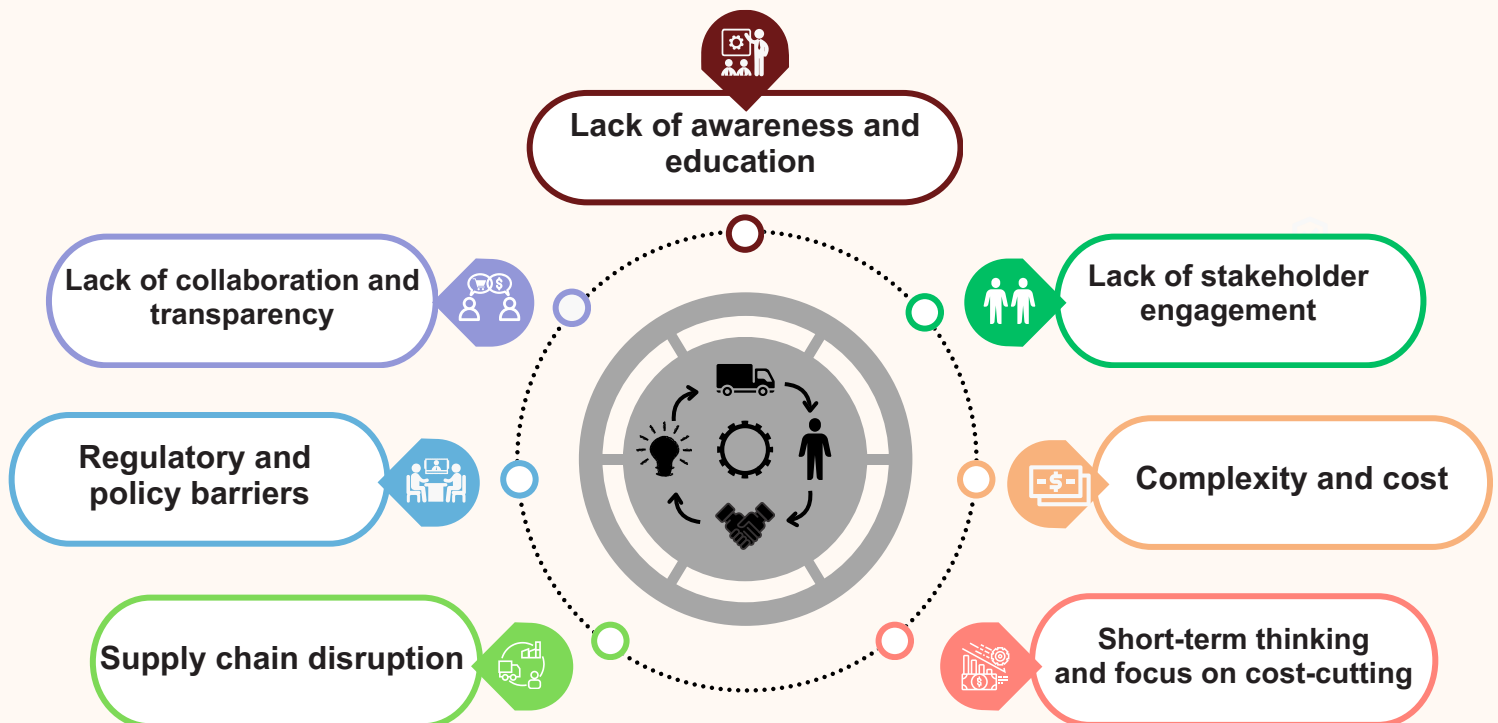 Lack of awareness and
education
Lack of collaboration and
transparency
Lack of stakeholder
engagement
Regulatory and
policy barriers
Complexity and cost
Supply chain disruption
Short-term thinking
and focus on cost-cutting